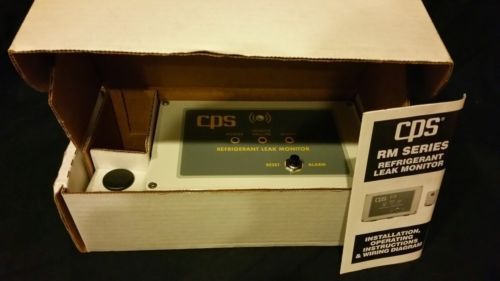 cps
REFRIGERANT LEAK MONITOR
RESET
ALARM
CPS®
RM SERIES
REFRIGERANT
LEAK MONITOR
INSTALLATION,
OPERATING
INSTRUCTIONS
& WIRING DIAGRAM